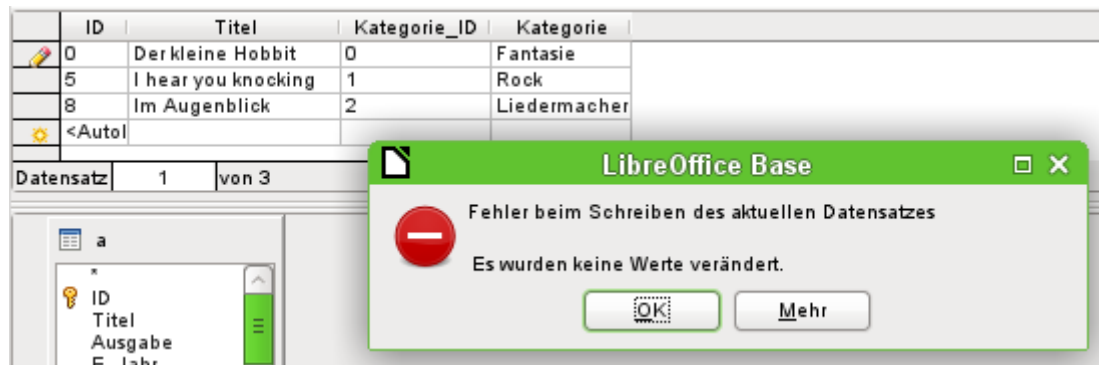 ID Titel Kategorie_ID Kategorie
0 Der kleine Hobbit 0 Fantasie
5 I hear you knocking 1 Rock
8 Im Augenblick 2 Liedermacher
<AutoI
Datensatz 1 von 3
LibreOffice Base
Fehler beim Schreiben des aktuellen Datensatzes
Es wurden keine Werte verändert.
OK Mehr
a
*
ID
Titel
Ausgabe